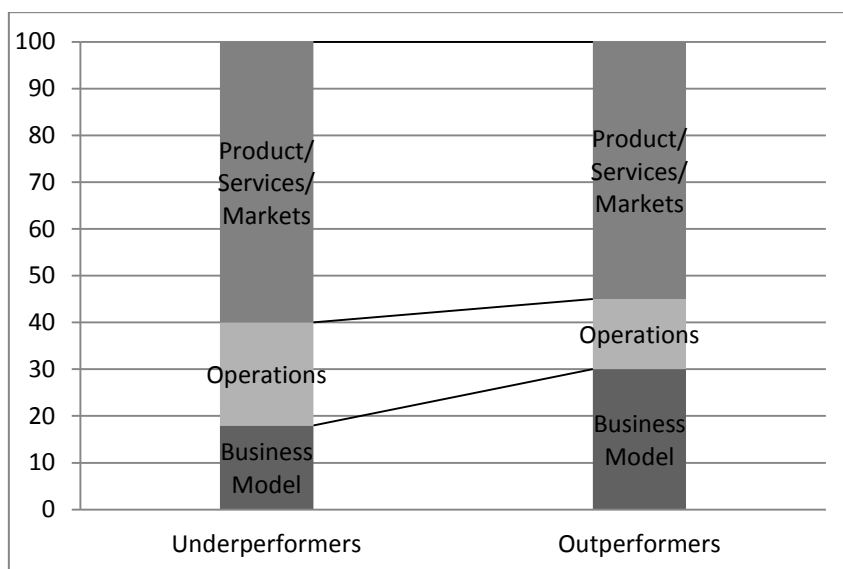 100
90
80
70
60
50
40
30
20
10
0
Product/
Services/
Markets
Operations
Business
Model
Product/
Services/
Markets
Operations
Business
Model
Underperformers
Outperformers